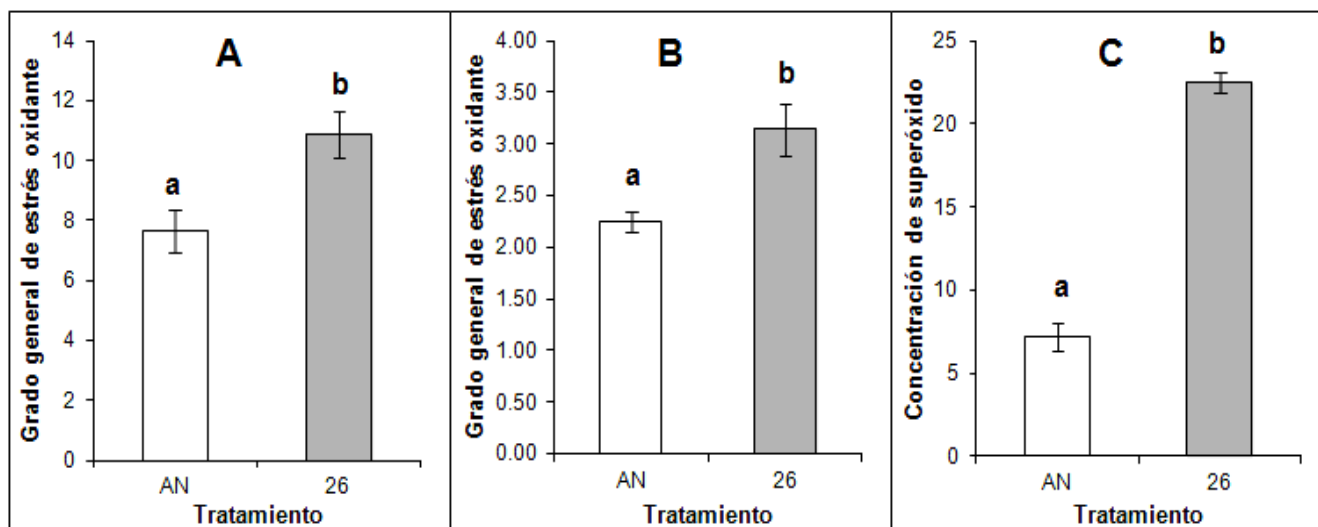 A
Grado general de estrés oxidante
14
12
10
8
6
4
2
0
a
b
AN
26
Tratamiento
B
Grado general de estrés oxidante
4.00
3.50
3.00
2.50
2.00
1.50
1.00
0.50
0.00
a
b
AN
26
Tratamiento
C
Concentración de superóxido
25
20
15
10
5
0
a
b
AN
26
Tratamiento